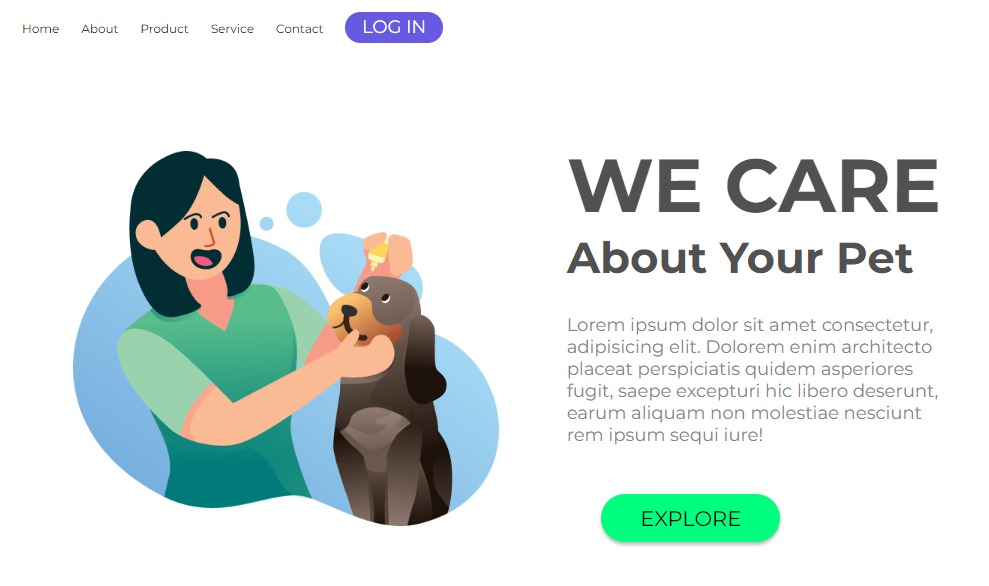 Home About Product Service Contact LOG IN
WE CARE
About Your Pet
Lorem ipsum dolor sit amet consectetur,
adipisicing elit. Dolorem enim architecto
placeat perspiciatis quidem asperiores
fugit, saepe excepturi hic libero deserunt,
earum aliquam non molestiae nesciunt
rem ipsum sequi iure!
EXPLORE